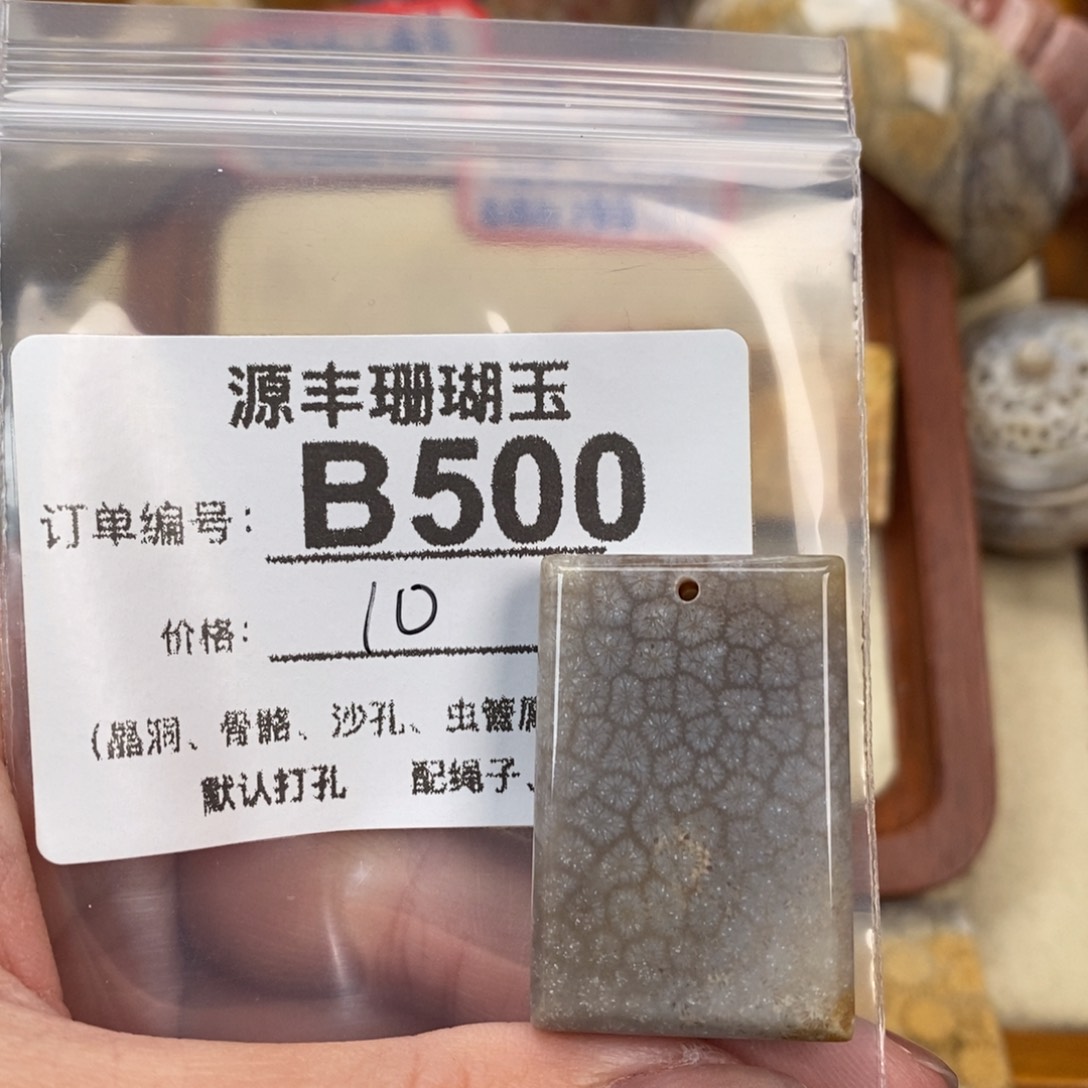 源丰珊瑚玉
订单编号： B500
价格： 10
（晶洞、骨骼、沙孔、虫管
默认打孔 配绳子、